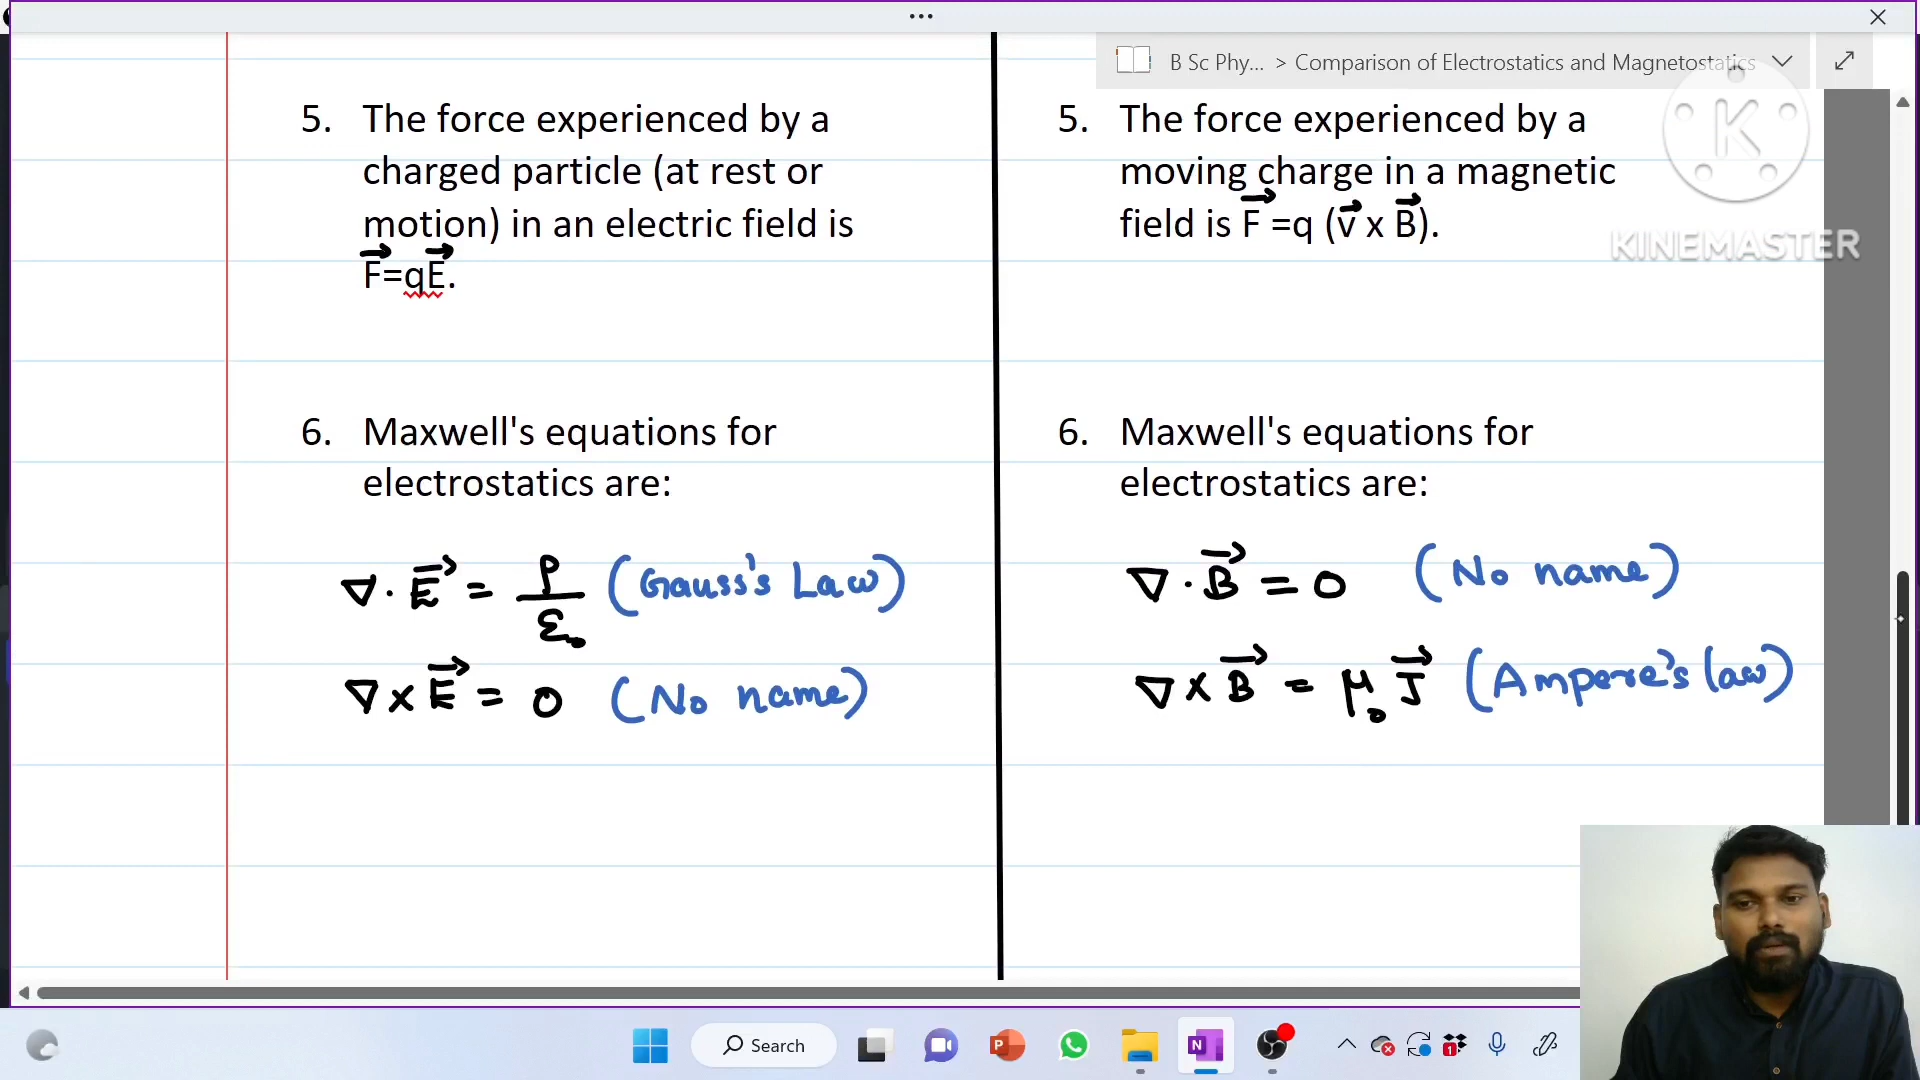 B Sc Phy... > Comparison of Electrostatics and Magnetostatics
5. The force experienced by a
charged particle (at rest or
motion) in an electric field is
F⃗=qE⃗.
6. Maxwell's equations for
electrostatics are:
∇ · E⃗ = ρ/ε₀ (Gauss's Law)
∇ × E⃗ = 0 (No name)
5. The force experienced by a
moving charge in a magnetic
field is F⃗ =q (v⃗ x B⃗).
6. Maxwell's equations for
electrostatics are:
∇ · B⃗ = 0 (No name)
∇ × B⃗ = μ₀ J⃗ (Ampere's law)
K
KINEMASTER
Search
P
N
1